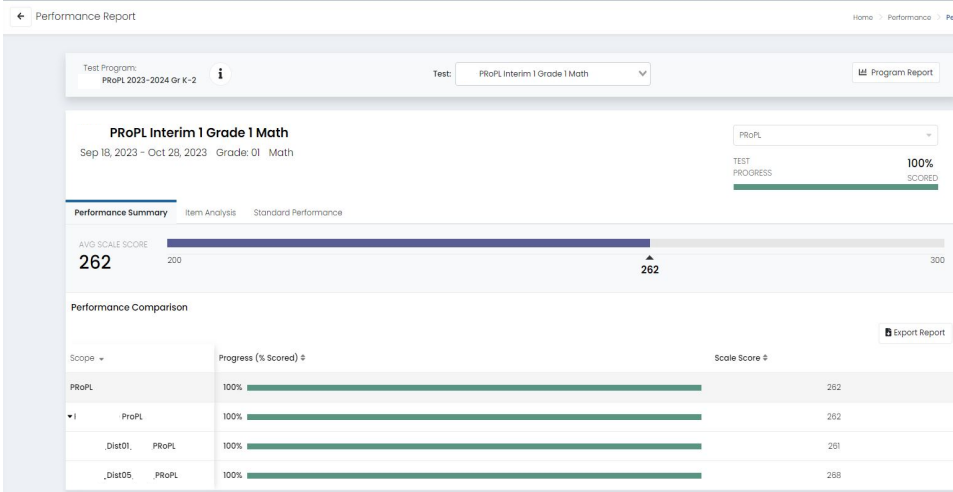 Performance Report
Home > Performance > Pe
Test Program:
PRoPL 2023-2024 Gr K-2
i
Test: PRoPL Interim 1 Grade 1 Math
Program Report
PRoPL Interim 1 Grade 1 Math
Sep 18, 2023 - Oct 28, 2023 Grade: 01 Math
PRoPL
TEST PROGRESS
100% SCORED
Performance Summary Item Analysis Standard Performance
AVG SCALE SCORE
262
200
262
300
Performance Comparison
Export Report
Scope Progress (% Scored) Scale Score
PRoPL 100% 262
ProPL 100% 262
_Dist01_ PRoPL 100% 261
_Dist05_ PRoPL 100% 268